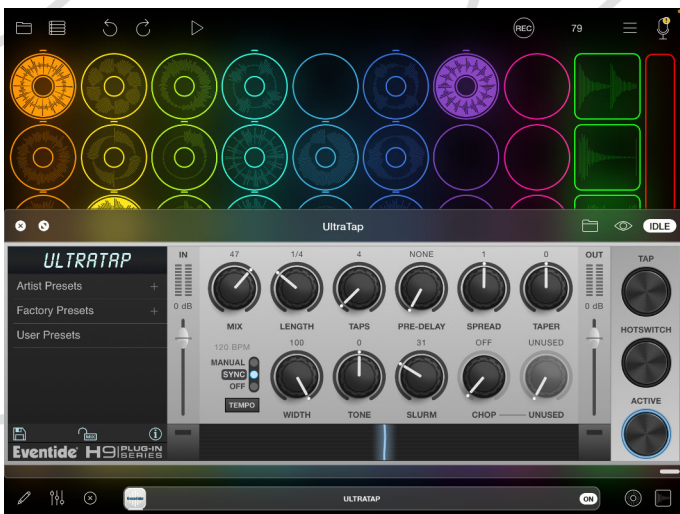 REC
79
UltraTap
IDLE
ULTRATAP
Artist Presets +
Factory Presets +
User Presets
IN
0 dB
47
1/4
4
NONE
1
0
MIX
LENGTH
TAPS
PRE-DELAY
SPREAD
TAPER
120 BPM
MANUAL
SYNC
OFF
TEMPO
100
0
31
OFF
UNUSED
WIDTH
TONE
SLURM
CHOP
UNUSED
OUT
0 dB
TAP
HOTSWITCH
ACTIVE
Eventide H9 PLUG-IN SERIES
Eventide
ULTRATAP
ON